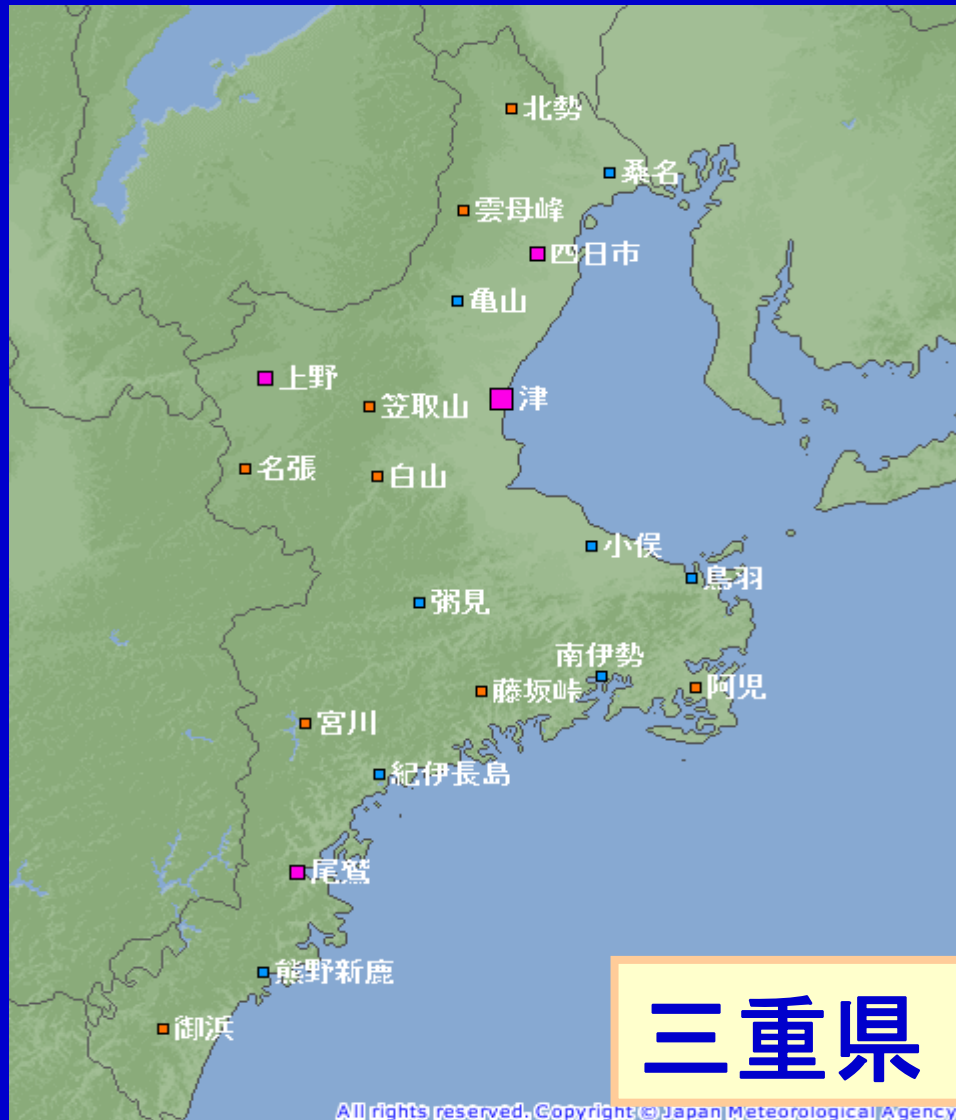 北勢
桑名
雲母峰
四日市
亀山
上野
笠取山
津
名張
白山
小俣
鳥羽
粥見
南伊勢
藤坂峠
阿児
宮川
紀伊長島
尾鷲
熊野新鹿
御浜
三重県
All rights reserved. Copyright © Japan Meteorological Agency